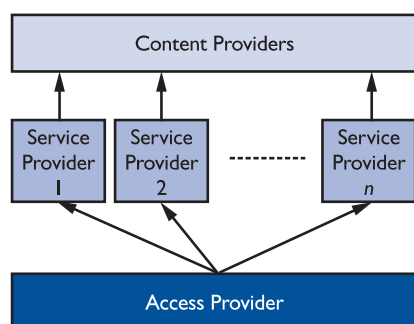 Content Providers
Service
Provider
1
Service
Provider
2
Service
Provider
n
Access Provider